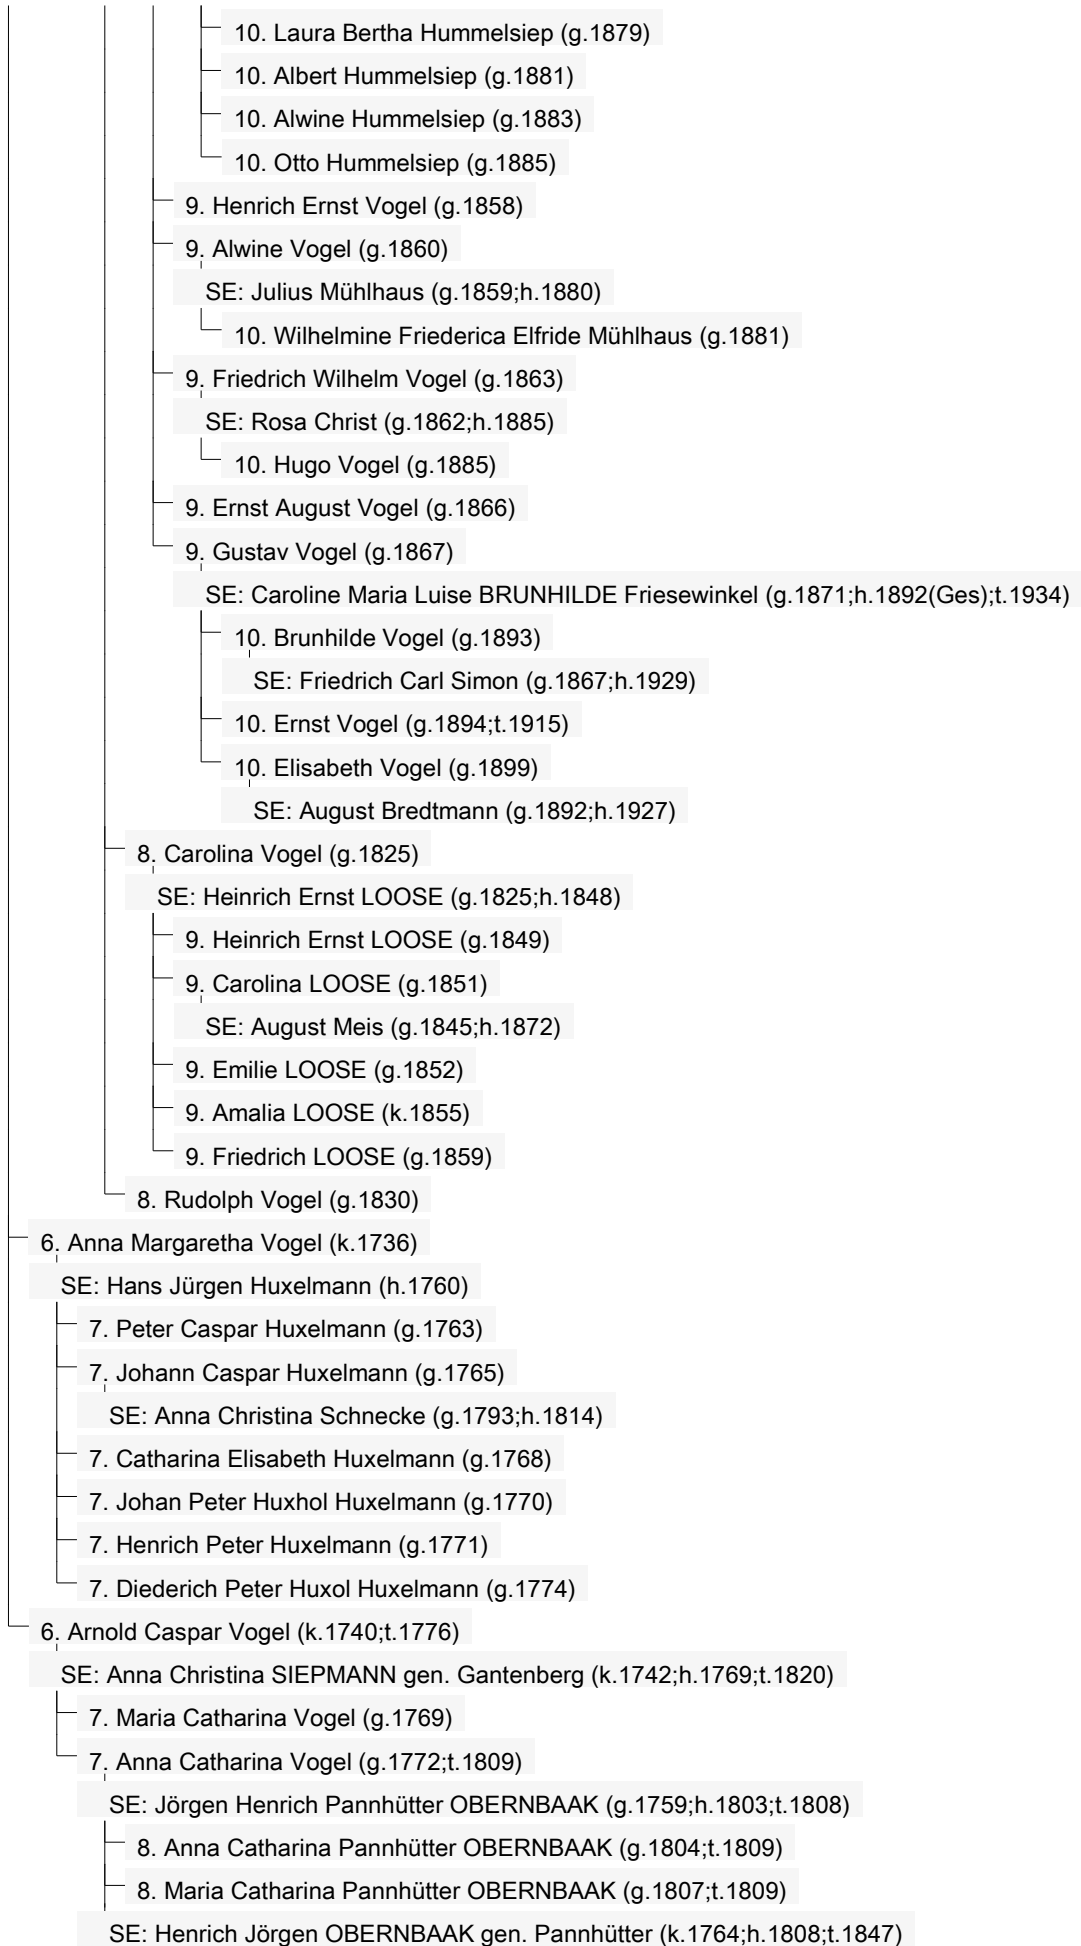 10. Laura Bertha Hummelsiep (g.1879)
10. Albert Hummelsiep (g.1881)
10. Alwine Hummelsiep (g.1883)
10. Otto Hummelsiep (g.1885)
9. Henrich Ernst Vogel (g.1858)
9. Alwine Vogel (g.1860)
SE: Julius Mühlhaus (g.1859;h.1880)
10. Wilhelmine Friederica Elfride Mühlhaus (g.1881)
9. Friedrich Wilhelm Vogel (g.1863)
SE: Rosa Christ (g.1862;h.1885)
10. Hugo Vogel (g.1885)
9. Ernst August Vogel (g.1866)
9. Gustav Vogel (g.1867)
SE: Caroline Maria Luise BRUNHILDE Friesewinkel (g.1871;h.1892(Ges);t.1934)
10. Brunhilde Vogel (g.1893)
SE: Friedrich Carl Simon (g.1867;h.1929)
10. Ernst Vogel (g.1894;t.1915)
10. Elisabeth Vogel (g.1899)
SE: August Bredtmann (g.1892;h.1927)
8. Carolina Vogel (g.1825)
SE: Heinrich Ernst LOOSE (g.1825;h.1848)
9. Heinrich Ernst LOOSE (g.1849)
9. Carolina LOOSE (g.1851)
SE: August Meis (g.1845;h.1872)
9. Emilie LOOSE (g.1852)
9. Amalia LOOSE (k.1855)
9. Friedrich LOOSE (g.1859)
8. Rudolph Vogel (g.1830)
6. Anna Margaretha Vogel (k.1736)
SE: Hans Jürgen Huxelmann (h.1760)
7. Peter Caspar Huxelmann (g.1763)
7. Johann Caspar Huxelmann (g.1765)
SE: Anna Christina Schnecke (g.1793;h.1814)
7. Catharina Elisabeth Huxelmann (g.1768)
7. Johan Peter Huxhol Huxelmann (g.1770)
7. Henrich Peter Huxelmann (g.1771)
7. Diederich Peter Huxol Huxelmann (g.1774)
6. Arnold Caspar Vogel (k.1740;t.1776)
SE: Anna Christina SIEPMANN gen. Gantenberg (k.1742;h.1769;t.1820)
7. Maria Catharina Vogel (g.1769)
7. Anna Catharina Vogel (g.1772;t.1809)
SE: Jörgen Henrich Pannhütter OBERNBAAK (g.1759;h.1803;t.1808)
8. Anna Catharina Pannhütter OBERNBAAK (g.1804;t.1809)
8. Maria Catharina Pannhütter OBERNBAAK (g.1807;t.1809)
SE: Henrich Jörgen OBERNBAAK gen. Pannhütter (k.1764;h.1808;t.1847)